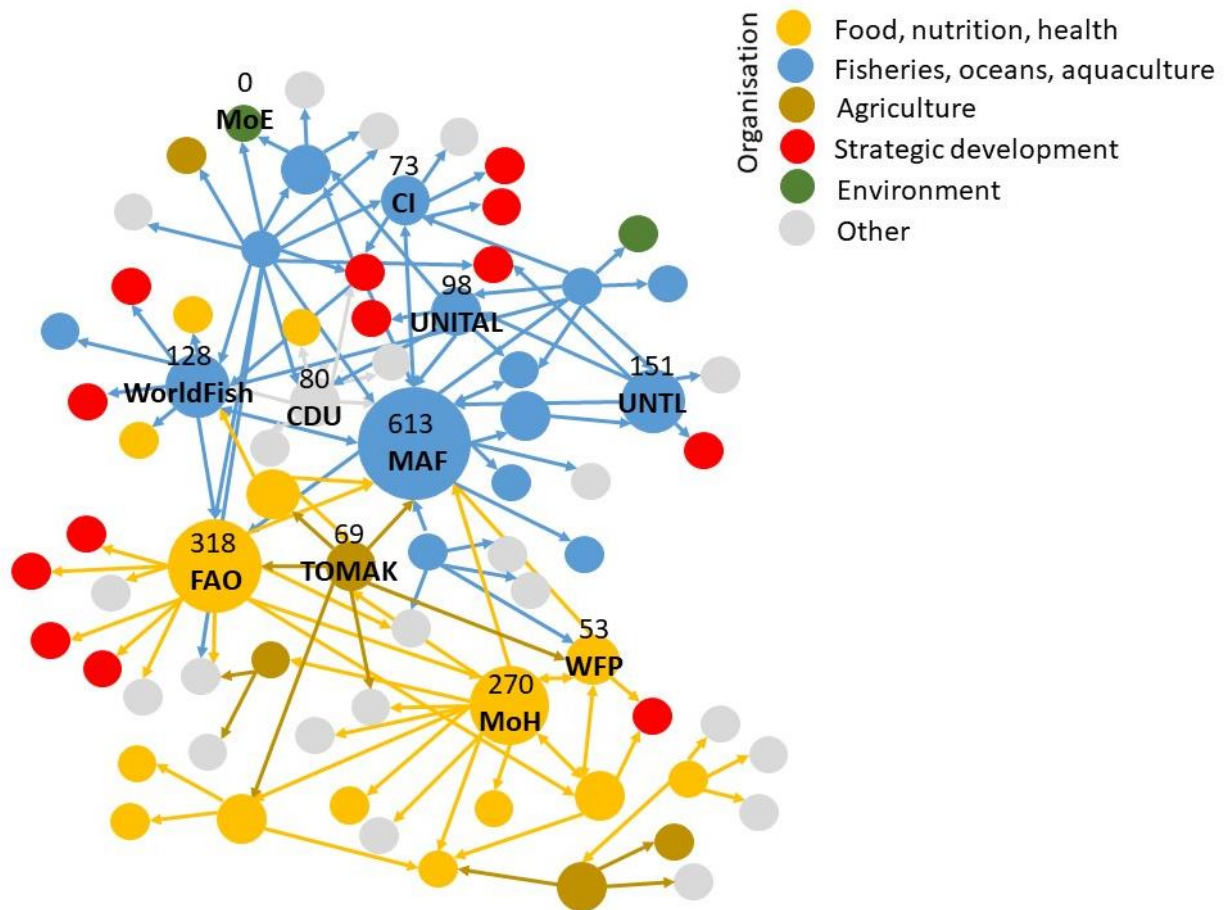 Organisation
Food, nutrition, health
Fisheries, oceans, aquaculture
Agriculture
Strategic development
Environment
Other
0
MoE
73
CI
98
UNITAL
128
WorldFish
80
CDU
151
UNTL
613
MAF
318
FAO
69
TOMAK
53
WFP
270
MoH